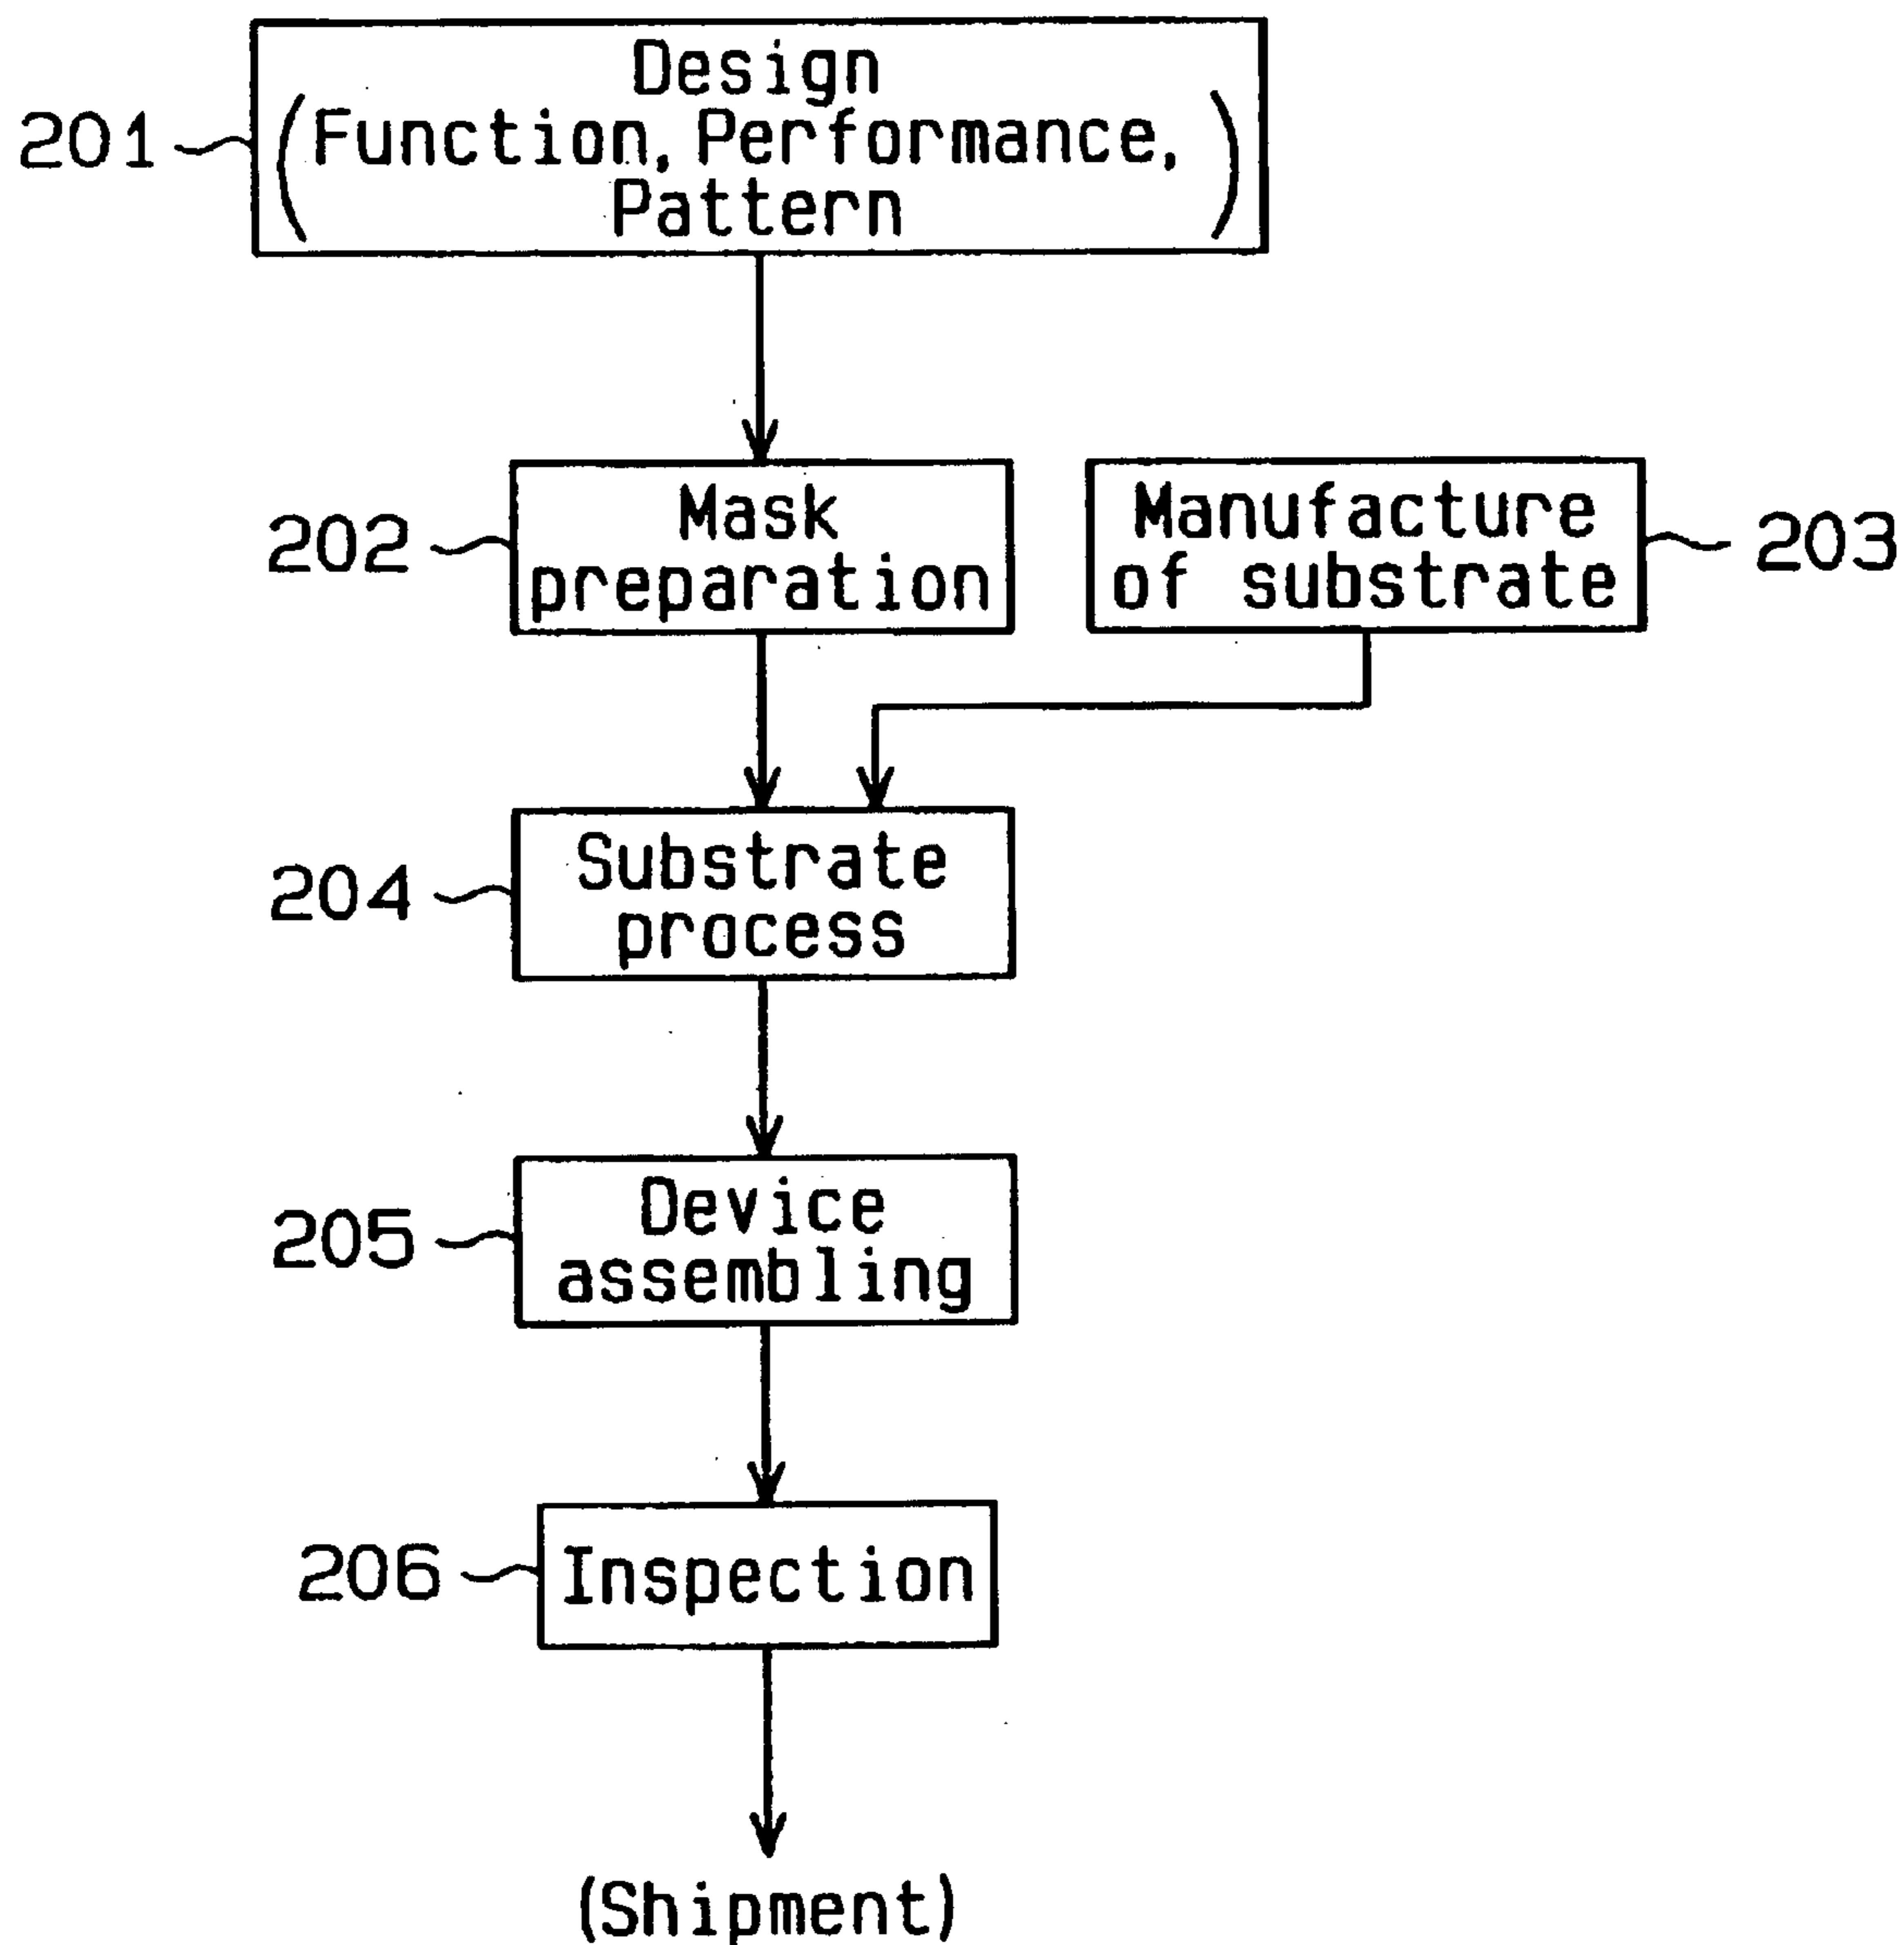 Design
(Function, Performance,
Pattern)
201
Mask
preparation
202
Manufacture
of substrate
203
Substrate
process
204
Device
assembling
205
Inspection
206
(Shipment)